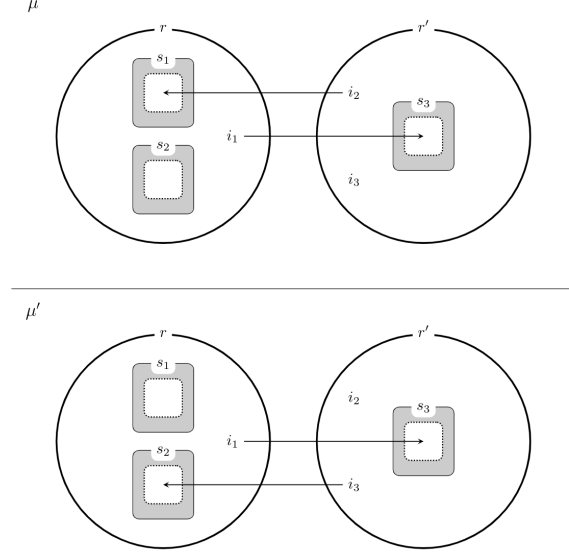 μ
r r′
s₁
i₂
s₃
i₁
s₂
i₃
μ′
r r′
s₁
i₂
s₃
i₁
s₂
i₃